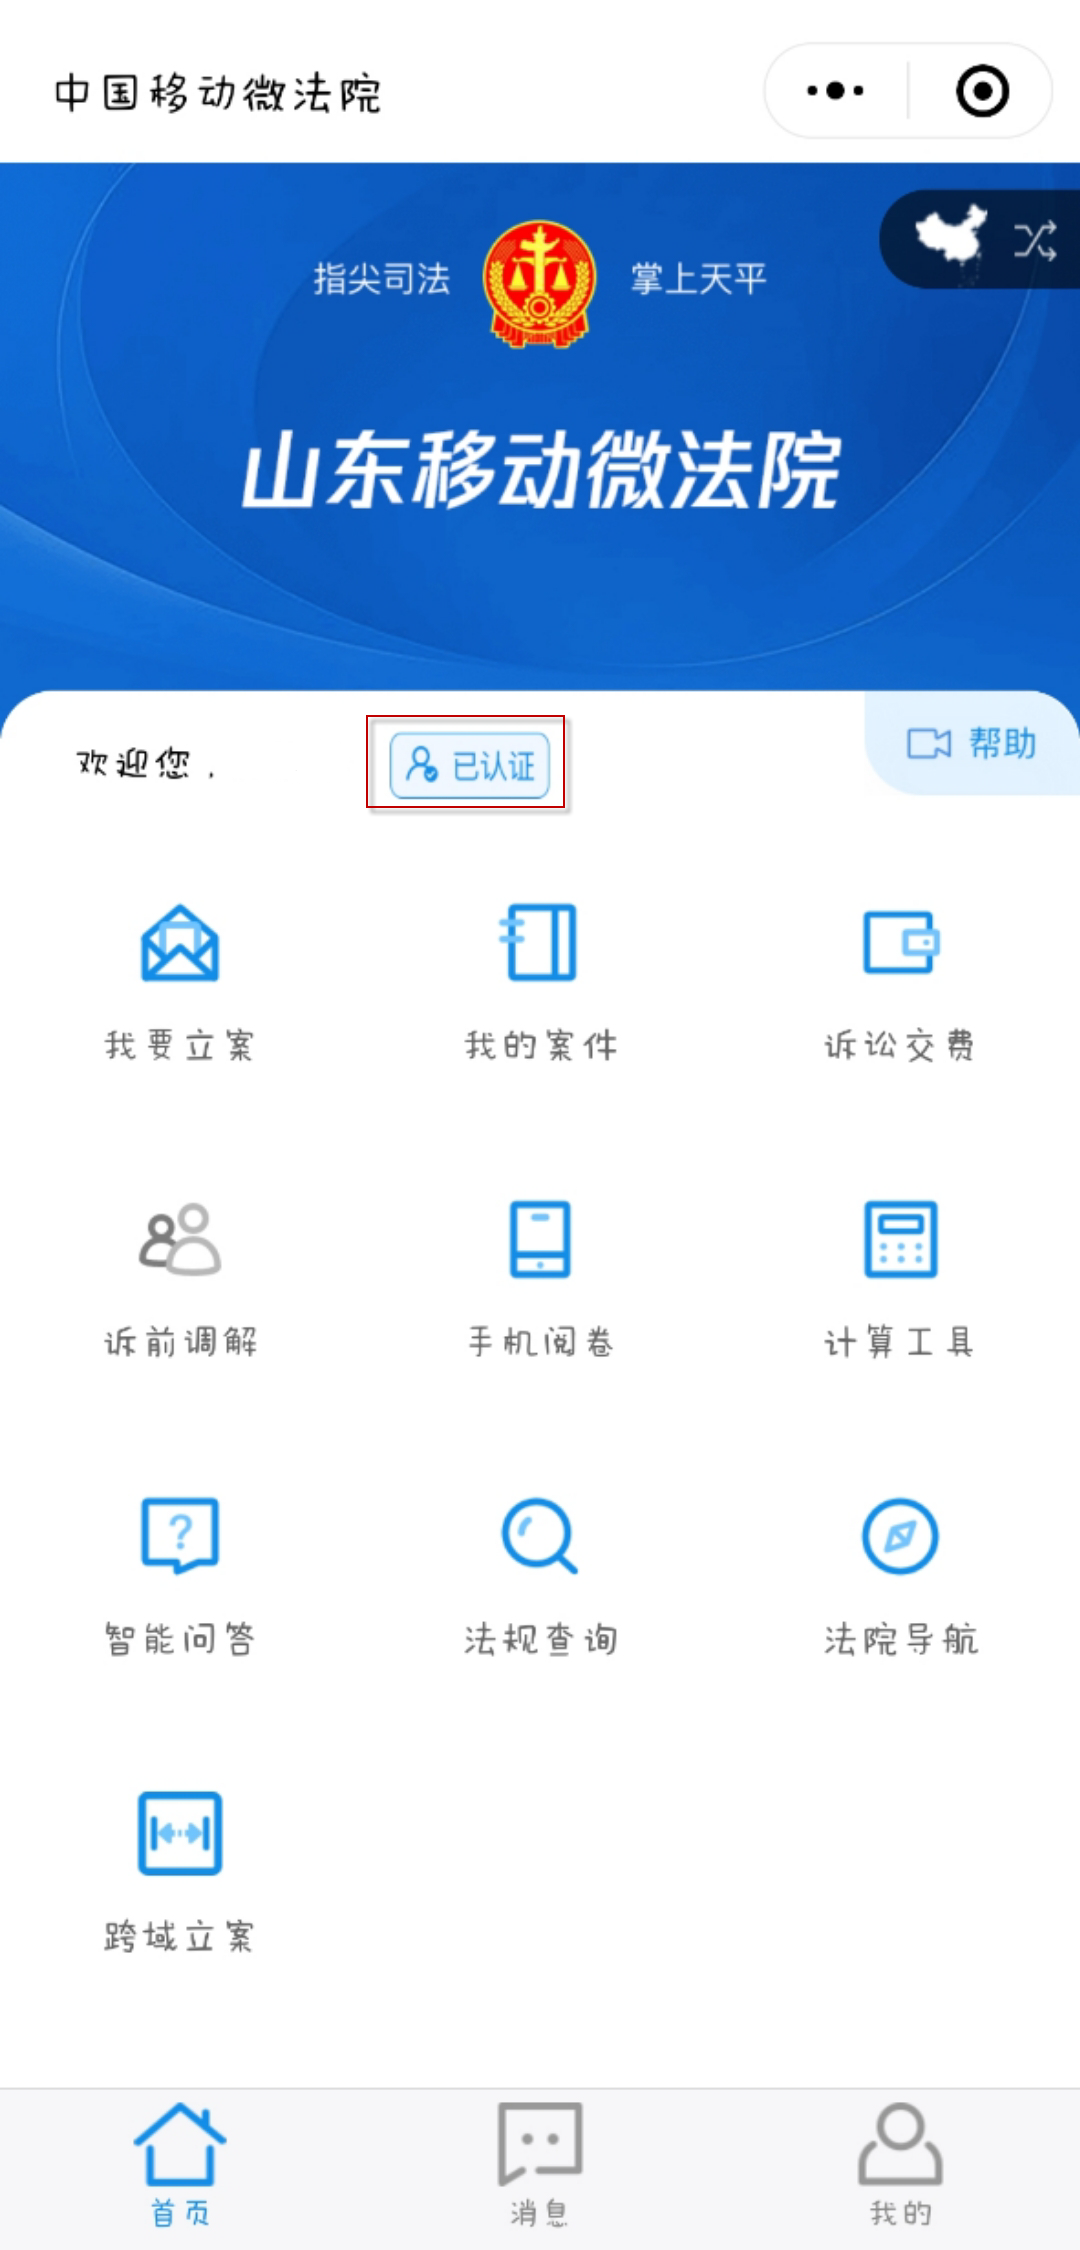 中国移动微法院
指尖司法 掌上天平
山东移动微法院
欢迎您，
已认证
帮助
我要立案 我的案件 诉讼交费
诉前调解 手机阅卷 计算工具
智能问答 法规查询 法院导航
跨域立案
首页 消息 我的